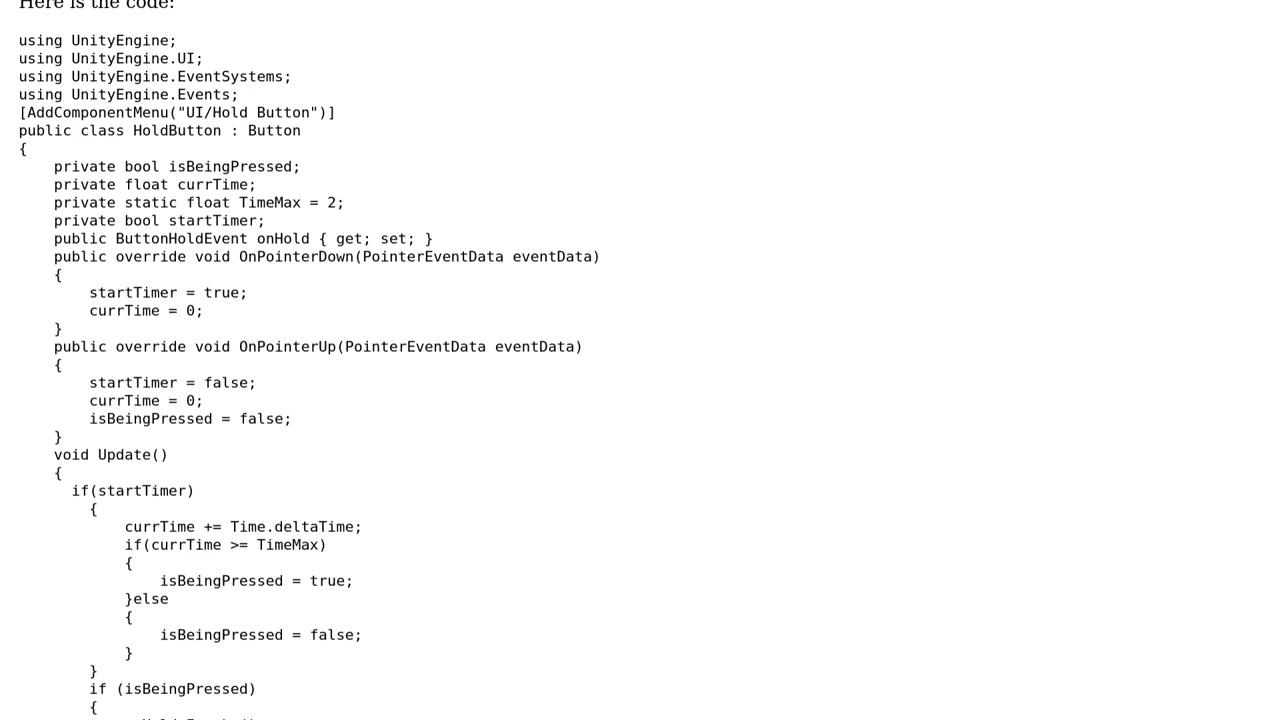 Here is the code:
using UnityEngine;
using UnityEngine.UI;
using UnityEngine.EventSystems;
using UnityEngine.Events;
[AddComponentMenu("UI/Hold Button")]
public class HoldButton : Button
{
    private bool isBeingPressed;
    private float currTime;
    private static float TimeMax = 2;
    private bool startTimer;
    public ButtonHoldEvent onHold { get; set; }
    public override void OnPointerDown(PointerEventData eventData)
    {
        startTimer = true;
        currTime = 0;
    }
    public override void OnPointerUp(PointerEventData eventData)
    {
        startTimer = false;
        currTime = 0;
        isBeingPressed = false;
    }
    void Update()
    {
      if(startTimer)
        {
            currTime += Time.deltaTime;
            if(currTime >= TimeMax)
            {
                isBeingPressed = true;
            }else
            {
                isBeingPressed = false;
            }
        }
        if (isBeingPressed)
        {